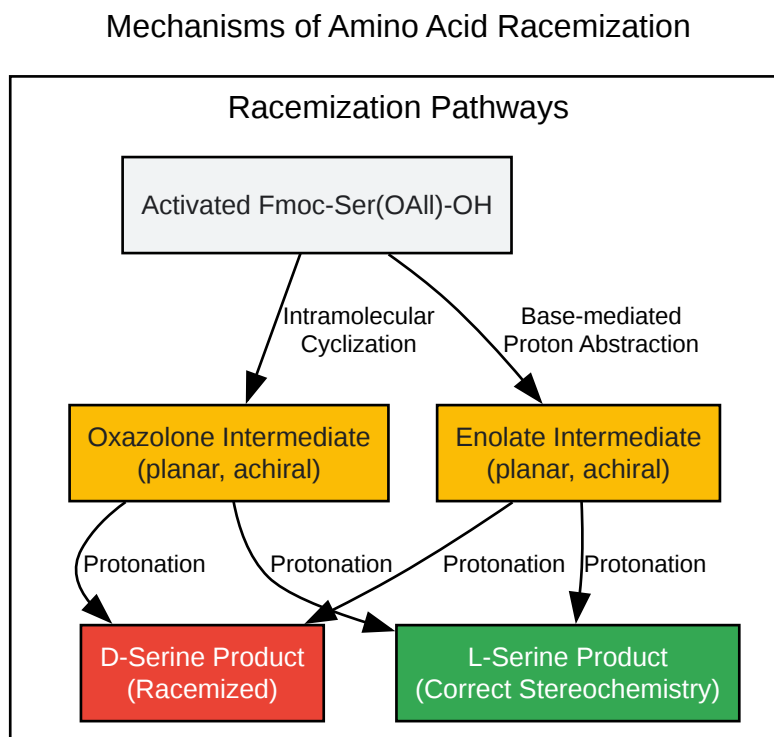 Mechanisms of Amino Acid Racemization
Racemization Pathways
Activated Fmoc-Ser(OAll)-OH
Intramolecular
Cyclization
Base-mediated
Proton Abstraction
Oxazolone Intermediate
(planar, achiral)
Enolate Intermediate
(planar, achiral)
Protonation
Protonation
Protonation
Protonation
D-Serine Product
(Racemized)
L-Serine Product
(Correct Stereochemistry)